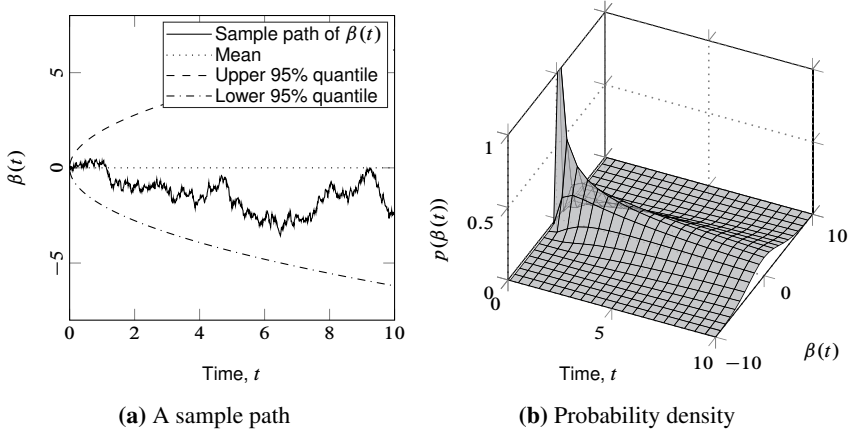 Sample path of β(t)
Mean
Upper 95% quantile
Lower 95% quantile
5
0
−5
β(t)
0
2
4
6
8
10
Time, t
(a) A sample path
1
0.5
0
p(β(t))
0
5
10
Time, t
−10
0
10
β(t)
(b) Probability density